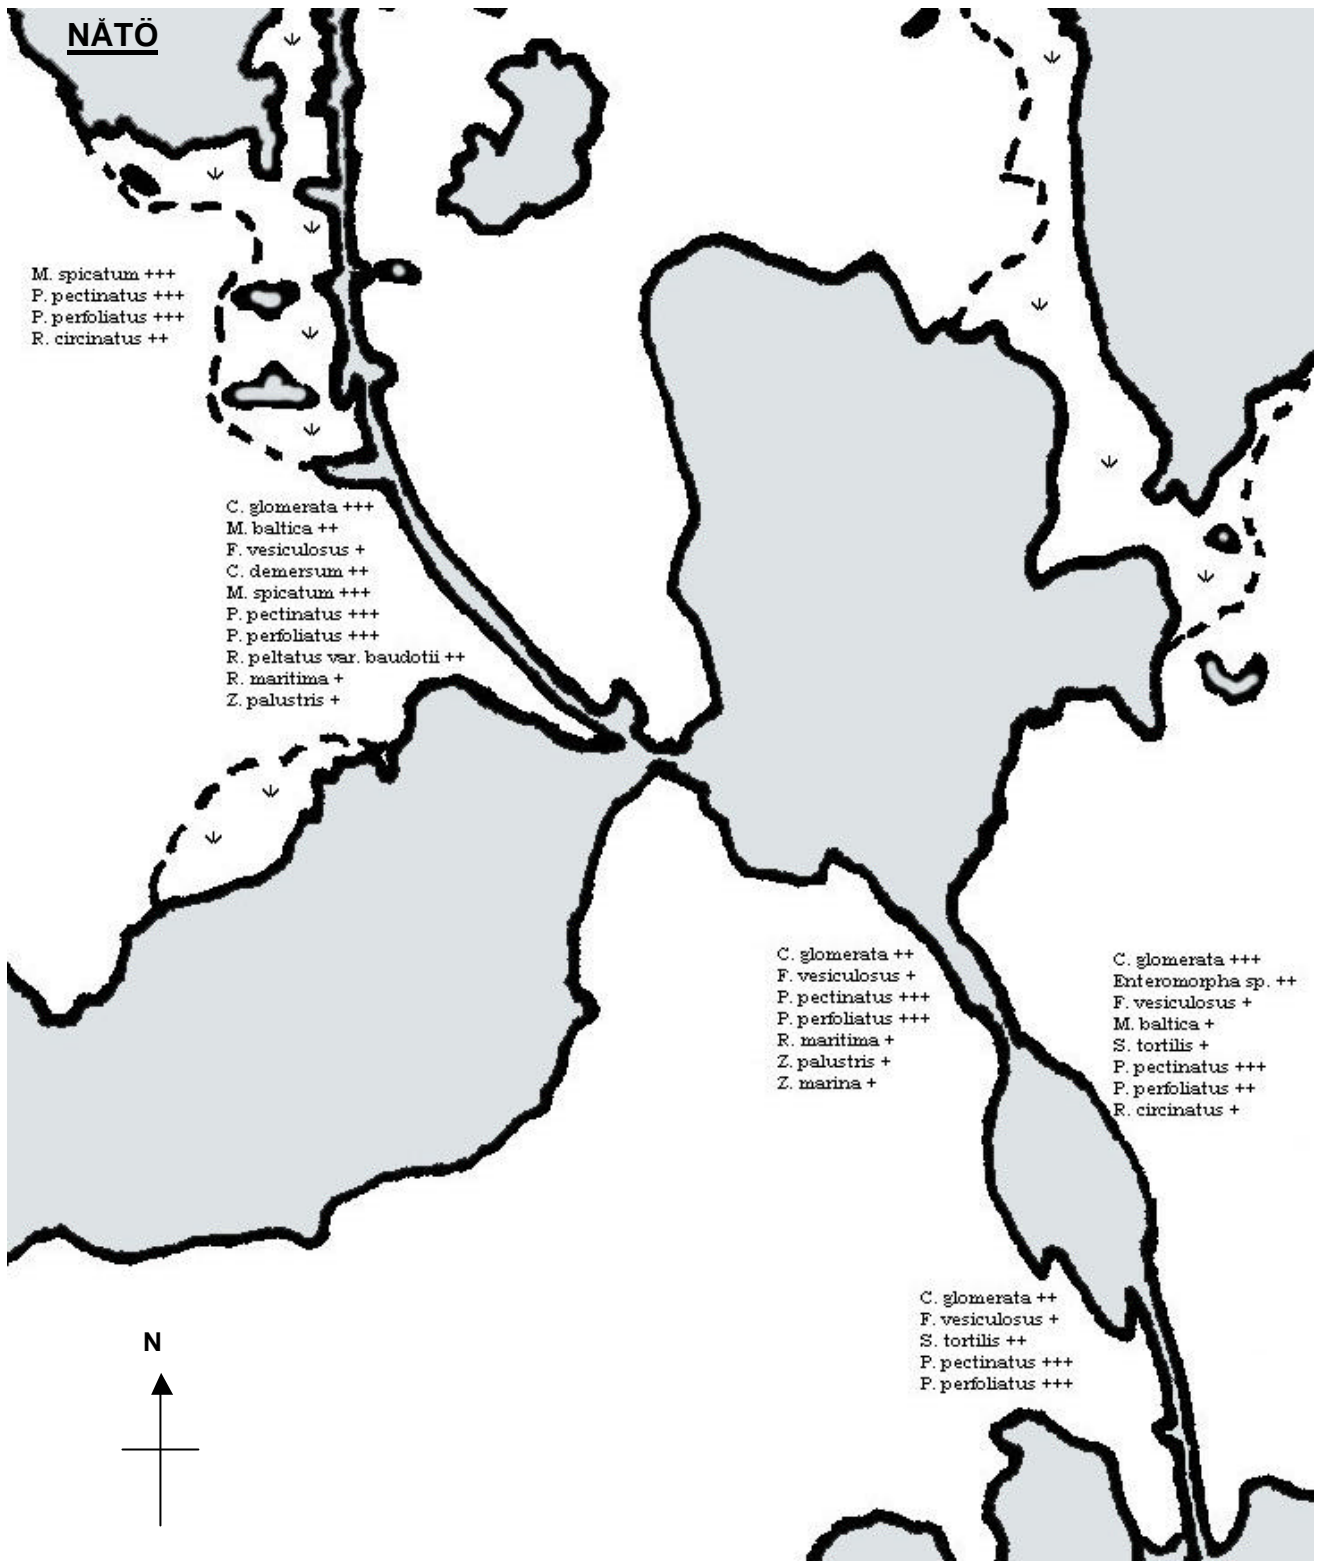 NÅTÖ
M. spicatum +++
P. pectinatus +++
P. perfoliatus +++
R. circinatus ++
C. glomerata +++
M. baltica ++
F. vesiculosus +
C. demersum ++
M. spicatum +++
P. pectinatus +++
P. perfoliatus +++
R. peltatus var. baudotii ++
R. maritima +
Z. palustris +
C. glomerata ++
F. vesiculosus +
P. pectinatus +++
P. perfoliatus +++
R. maritima +
Z. palustris +
Z. marina +
C. glomerata +++
Enteromorpha sp. ++
F. vesiculosus +
M. baltica +
S. tortilis +
P. pectinatus +++
P. perfoliatus ++
R. circinatus +
C. glomerata ++
F. vesiculosus +
S. tortilis ++
P. pectinatus +++
P. perfoliatus +++
N